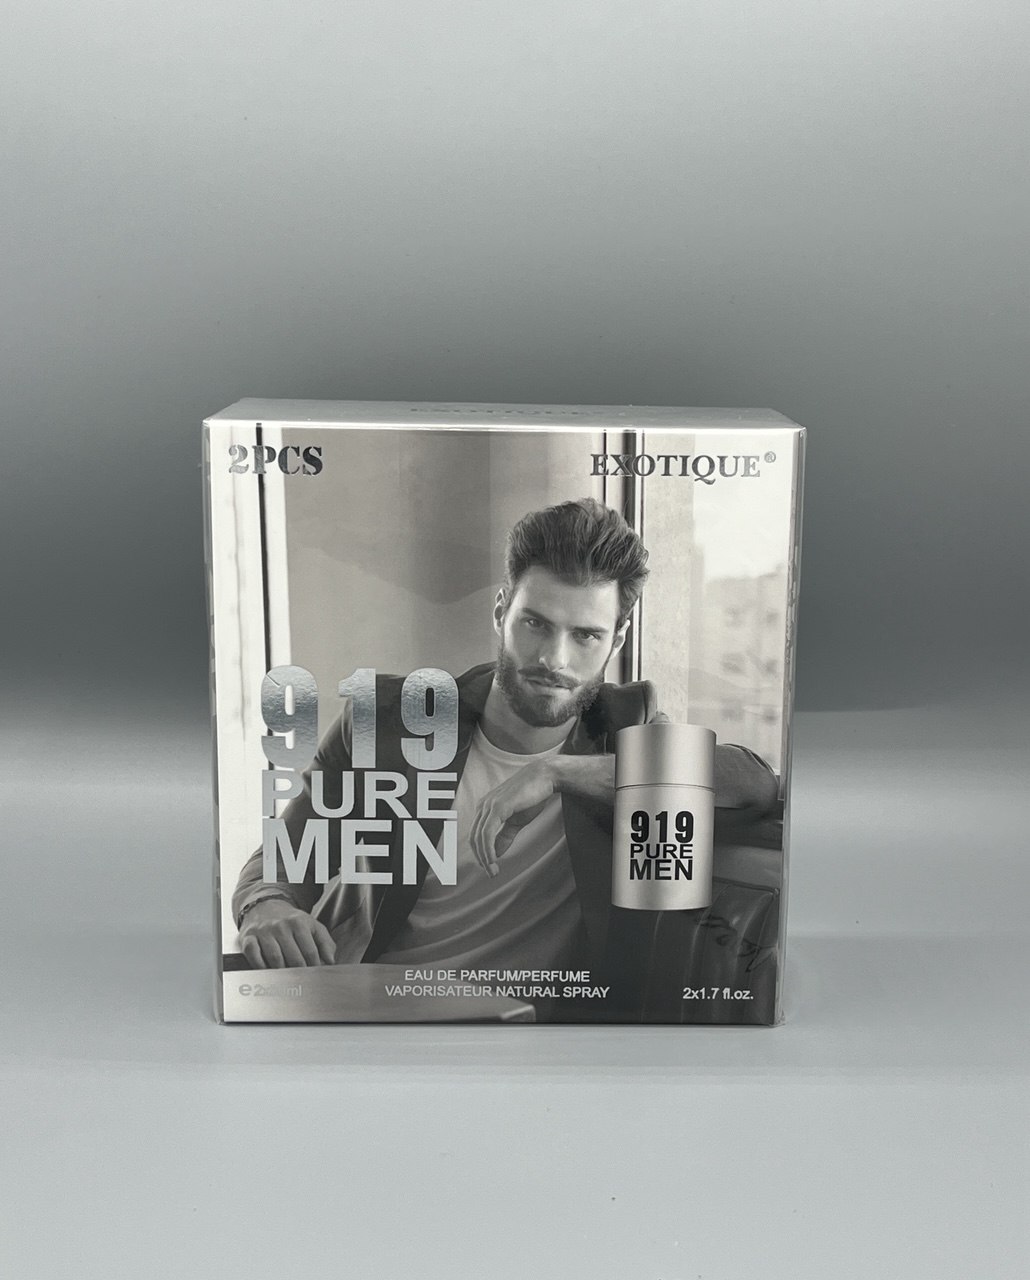 EXOTIQUE
2PCS
EXOTIQUE®
919
PURE
MEN
919
PURE
MEN
EAU DE PARFUM/PERFUME
VAPORISATEUR NATURAL SPRAY
2x1.7 fl.oz.